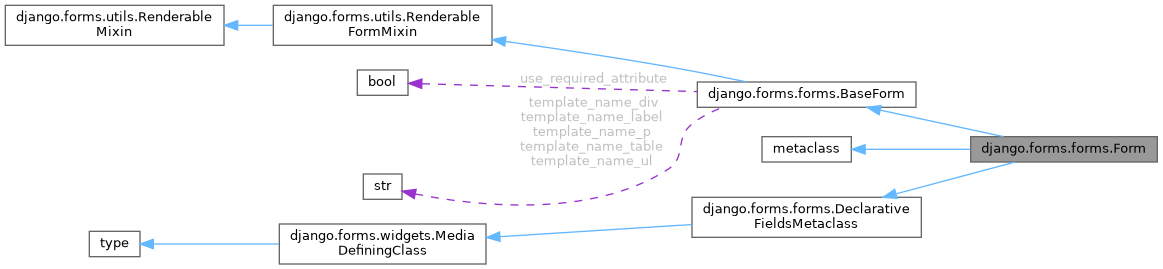 django.forms.utils.Renderable
Mixin
django.forms.utils.Renderable
FormMixin
bool
use_required_attribute
django.forms.forms.BaseForm
template_name_div
template_name_label
template_name_p
template_name_table
template_name_ul
metaclass
django.forms.forms.Form
str
django.forms.forms.Declarative
FieldsMetaclass
type
django.forms.widgets.Media
DefiningClass